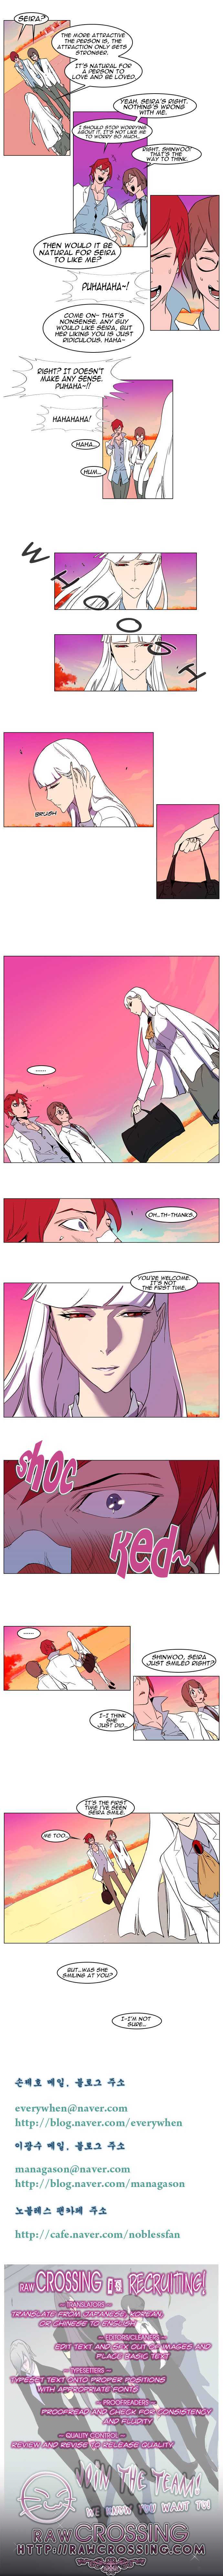 SEIRA?
THE MORE ATTRACTIVE
THE PERSON IS, THE
ATTRACTION ONLY GETS
STRONGER.
IT'S NATURAL FOR
A PERSON TO
LOVE AND BE LOVED.
YEAH, SEIRA'S RIGHT.
NOTHING'S WRONG
WITH ME.
I SHOULD STOP WORRYING
ABOUT IT, IT'S NOT LIKE ME
TO WORRY SO MUCH...
RIGHT, SHINWOO!
THAT'S THE
WAY TO THINK.
THEN WOULD IT BE
NATURAL FOR SEIRA
TO LIKE ME?
PUHAHAHA~!
COME ON~ THAT'S
NONSENSE. ANY GUY
WOULD LIKE SEIRA, BUT
HER LIKING YOU IS JUST
RIDICULOUS. HAHA~
RIGHT? IT DOESN'T
MAKE ANY SENSE.
PUHAHA~!!
HAHAHAHA!
HAHA...
HUM...
WHOOSH
BRUSH
......
OH...TH-THANKS.
YOU'RE WELCOME.
IT'S NOT
THE FIRST TIME.
SHOC
KED~
......
SHINWOO, SEIRA
JUST SMILED RIGHT?
I-I THINK
SHE
JUST DID...
IT'S THE FIRST
TIME I'VE SEEN
SEIRA SMILE.
ME TOO...
BUT...WAS SHE
SMILING AT YOU?
I-I'M NOT
SURE...
손제호 메일, 블로그 주소
everywhen@naver.com
http://blog.naver.com/everywhen
이광수 메일, 블로그 주소
managason@naver.com
http://blog.naver.com/managason
노블레스 팬카페 주소
http://cafe.naver.com/noblessfan
RAW CROSSING IS RECRUITING!
— TRANSLATORS —
TRANSLATE FROM JAPANESE, KOREAN,
OR CHINESE TO ENGLISH
— EDITORS/CLEANERS —
EDIT TEXT AND SFX OUT OF IMAGES AND
PLACE BASIC TEXT
— TYPESETTERS —
TYPESET TEXT ONTO PROPER POSITIONS
WITH APPROPRIATE FONTS
— PROOFREADERS —
PROOFREAD AND CHECK FOR CONSISTENCY
AND FLUIDITY
— QUALITY CONTROL —
REVIEW AND REVISE TO RELEASE QUALITY
JOIN THE TEAM!
WE KNOW YOU WANT TO!
RAWCROSSING
HTTP://RAWCROSSING.COM